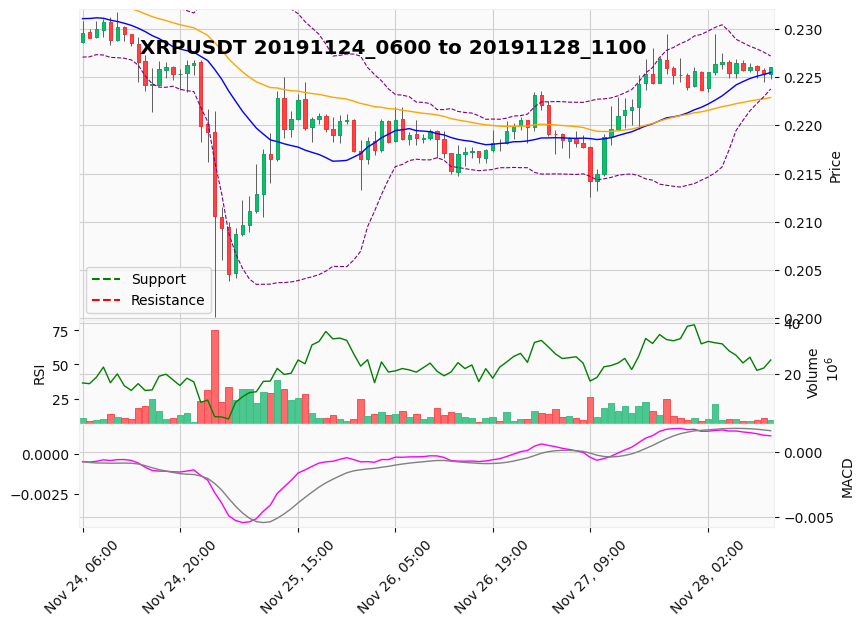 XRPUSDT 20191124_0600 to 20191128_1100
0.230
0.225
0.220
0.215
0.210
0.205
0.200
Price
Support
Resistance
75
50
25
RSI
40
20
Volume
10^6
0.0000
−0.0025
0.000
−0.005
MACD
Nov 24, 06:00
Nov 24, 20:00
Nov 25, 15:00
Nov 26, 05:00
Nov 26, 19:00
Nov 27, 09:00
Nov 28, 02:00